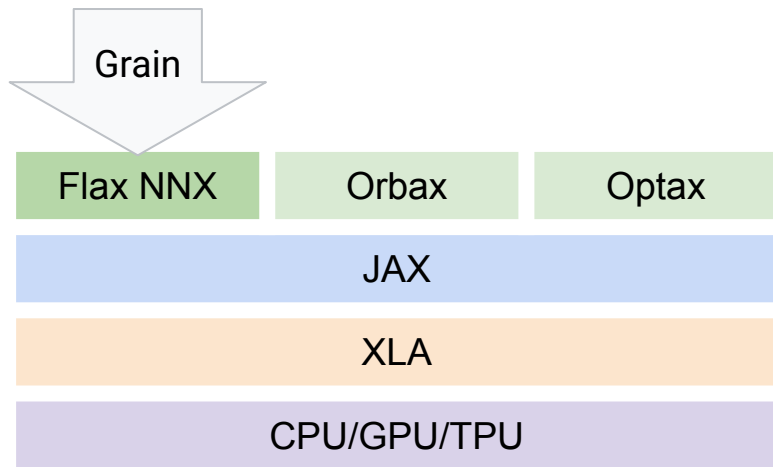 Grain
Flax NNX
Orbax
Optax
JAX
XLA
CPU/GPU/TPU